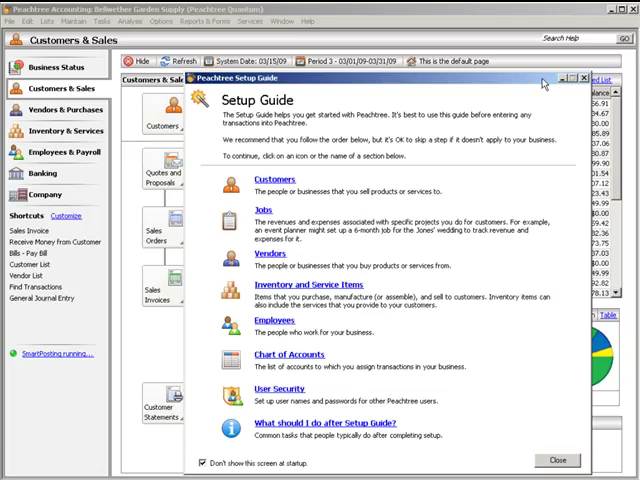 Peachtree Accounting: Bellwether Garden Supply (Peachtree Quantum)
File Edit Lists Maintain Tasks Analysis Options Reports & Forms Services Window Help
Customers & Sales
Search Help
GO
Business Status
Customers & Sales
Vendors & Purchases
Inventory & Services
Employees & Payroll
Banking
Company
Shortcuts Customize
Sales Invoice
Receive Money from Customer
Bills - Pay Bill
Customer List
Vendor List
Find Transactions
General Journal Entry
SmartPosting running...
Hide Refresh System Date: 03/15/09 Period 3 - 03/01/09-03/31/09 This is the default page
Customers & Sale
Customers
Quotes and
Proposals
Sales
Orders
Sales
Invoices
Customer
Statements
Peachtree Setup Guide
Setup Guide
The Setup Guide helps you get started with Peachtree. It's best to use this guide before entering any
transactions into Peachtree.
We recommend that you follow the order below, but it's OK to skip a step if it doesn't apply to your business.
To continue, click on an icon or the name of a section below.
Customers
The people or businesses that you sell products or services to.
Jobs
The revenues and expenses associated with specific projects you do for customers. For example,
an event planner might set up a 6-month job for the Jones' wedding to track revenue and
expenses for it.
Vendors
The people or businesses that you buy products or services from.
Inventory and Service Items
Items that you purchase, manufacture (or assemble), and sell to customers. Inventory items can
also include the services that you provide to your customers.
Employees
The people who work for your business.
Chart of Accounts
The list of accounts to which you assign transactions in your business.
User Security
Set up user names and passwords for other Peachtree users.
What should I do after Setup Guide?
Common tasks that people typically do after completing setup.
Don't show this screen at startup.
Close
ed List
alance
56.91
Table